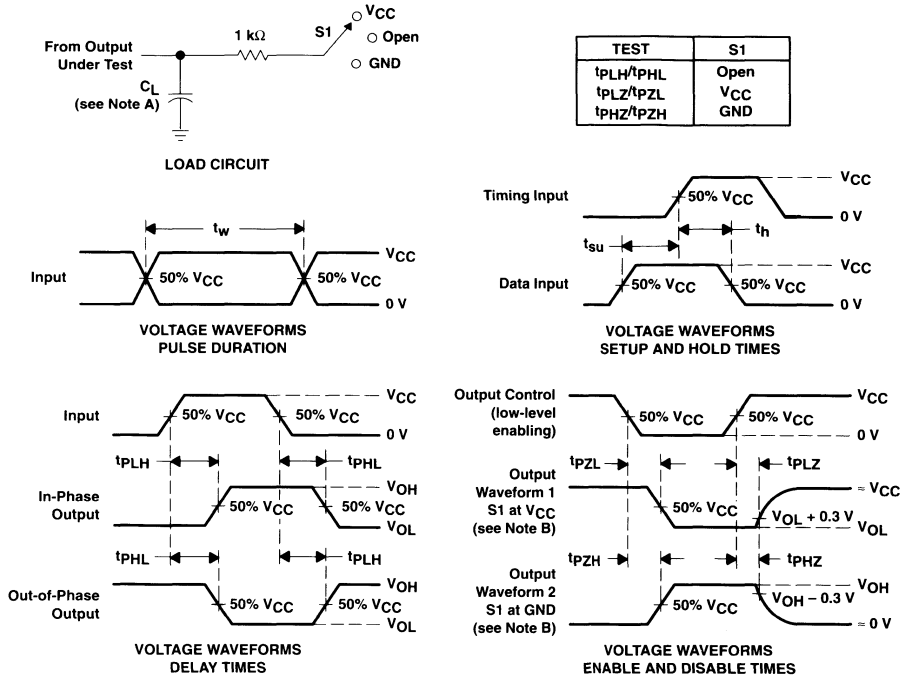 From Output
Under Test
1 kΩ
S1
VCC
Open
GND
CL
(see Note A)
LOAD CIRCUIT
TEST S1
tPLH/tPHL Open
tPLZ/tPZL VCC
tPHZ/tPZH GND
Input
tw
50% VCC
50% VCC
VCC
0 V
VOLTAGE WAVEFORMS
PULSE DURATION
Timing Input
50% VCC
VCC
0 V
tsu
th
Data Input
50% VCC
50% VCC
VCC
0 V
VOLTAGE WAVEFORMS
SETUP AND HOLD TIMES
Input
50% VCC
50% VCC
VCC
0 V
tPLH
tPHL
In-Phase
Output
50% VCC
50% VCC
VOH
VOL
tPHL
tPLH
Out-of-Phase
Output
50% VCC
50% VCC
VOH
VOL
VOLTAGE WAVEFORMS
DELAY TIMES
Output Control
(low-level
enabling)
50% VCC
50% VCC
VCC
0 V
tPZL
tPLZ
Output
Waveform 1
S1 at VCC
(see Note B)
50% VCC
≈ VCC
VOL + 0.3 V
VOL
tPZH
tPHZ
Output
Waveform 2
S1 at GND
(see Note B)
50% VCC
VOH
VOH − 0.3 V
≈ 0 V
VOLTAGE WAVEFORMS
ENABLE AND DISABLE TIMES